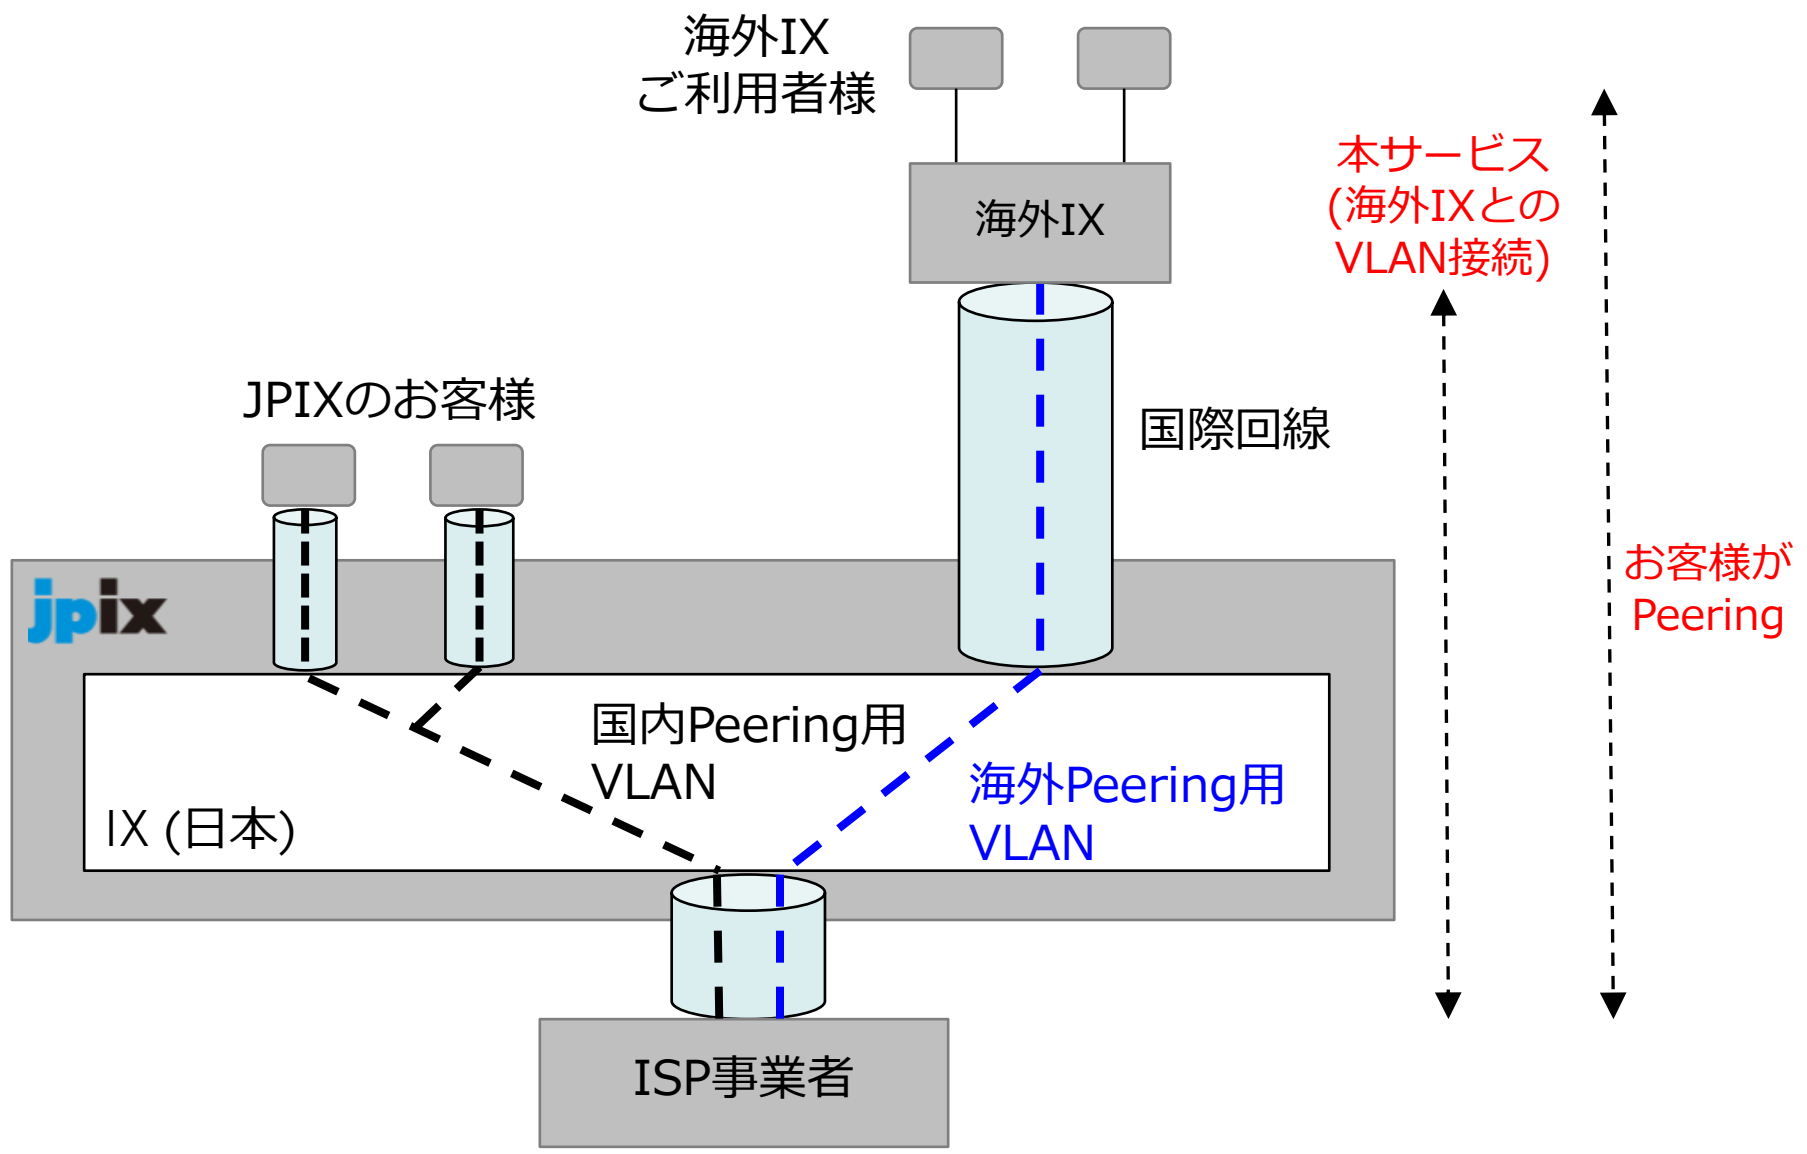 海外IX
ご利用者様
海外IX
本サービス
(海外IXとの
VLAN接続)
JPIXのお客様
国際回線
お客様が
Peering
jpix
国内Peering用
VLAN
海外Peering用
VLAN
IX (日本)
ISP事業者